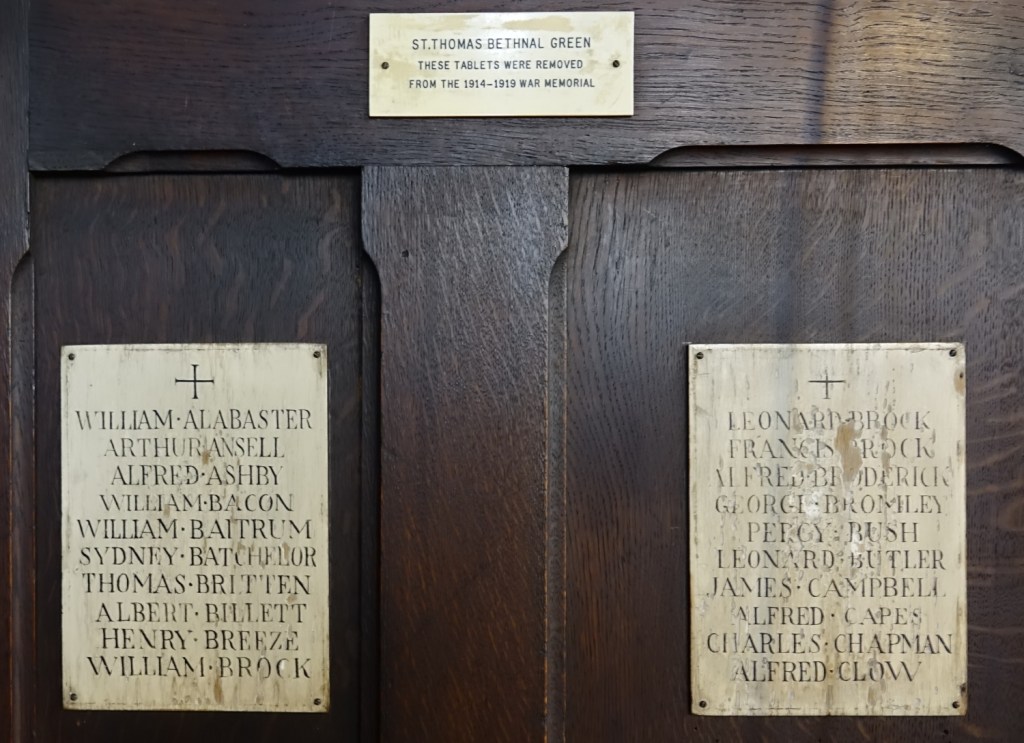 ST. THOMAS BETHNAL GREEN
THESE TABLETS WERE REMOVED
FROM THE 1914-1919 WAR MEMORIAL
WILLIAM·ALABASTER
ARTHUR·ANSELL
ALFRED·ASHBY
WILLIAM·BACON
WILLIAM·BAITRUM
SYDNEY·BATCHELOR
THOMAS·BRITTEN
ALBERT·BILLETT
HENRY·BREEZE
WILLIAM·BROCK
LEONARD·BROCK
FRANCIS·BROCK
ALFRED·BRODERICK
GEORGE·BROMLEY
PERCY·BUSH
LEONARD·BUTLER
JAMES·CAMPBELL
ALFRED·CAPES
CHARLES·CHAPMAN
ALFRED·CLOW